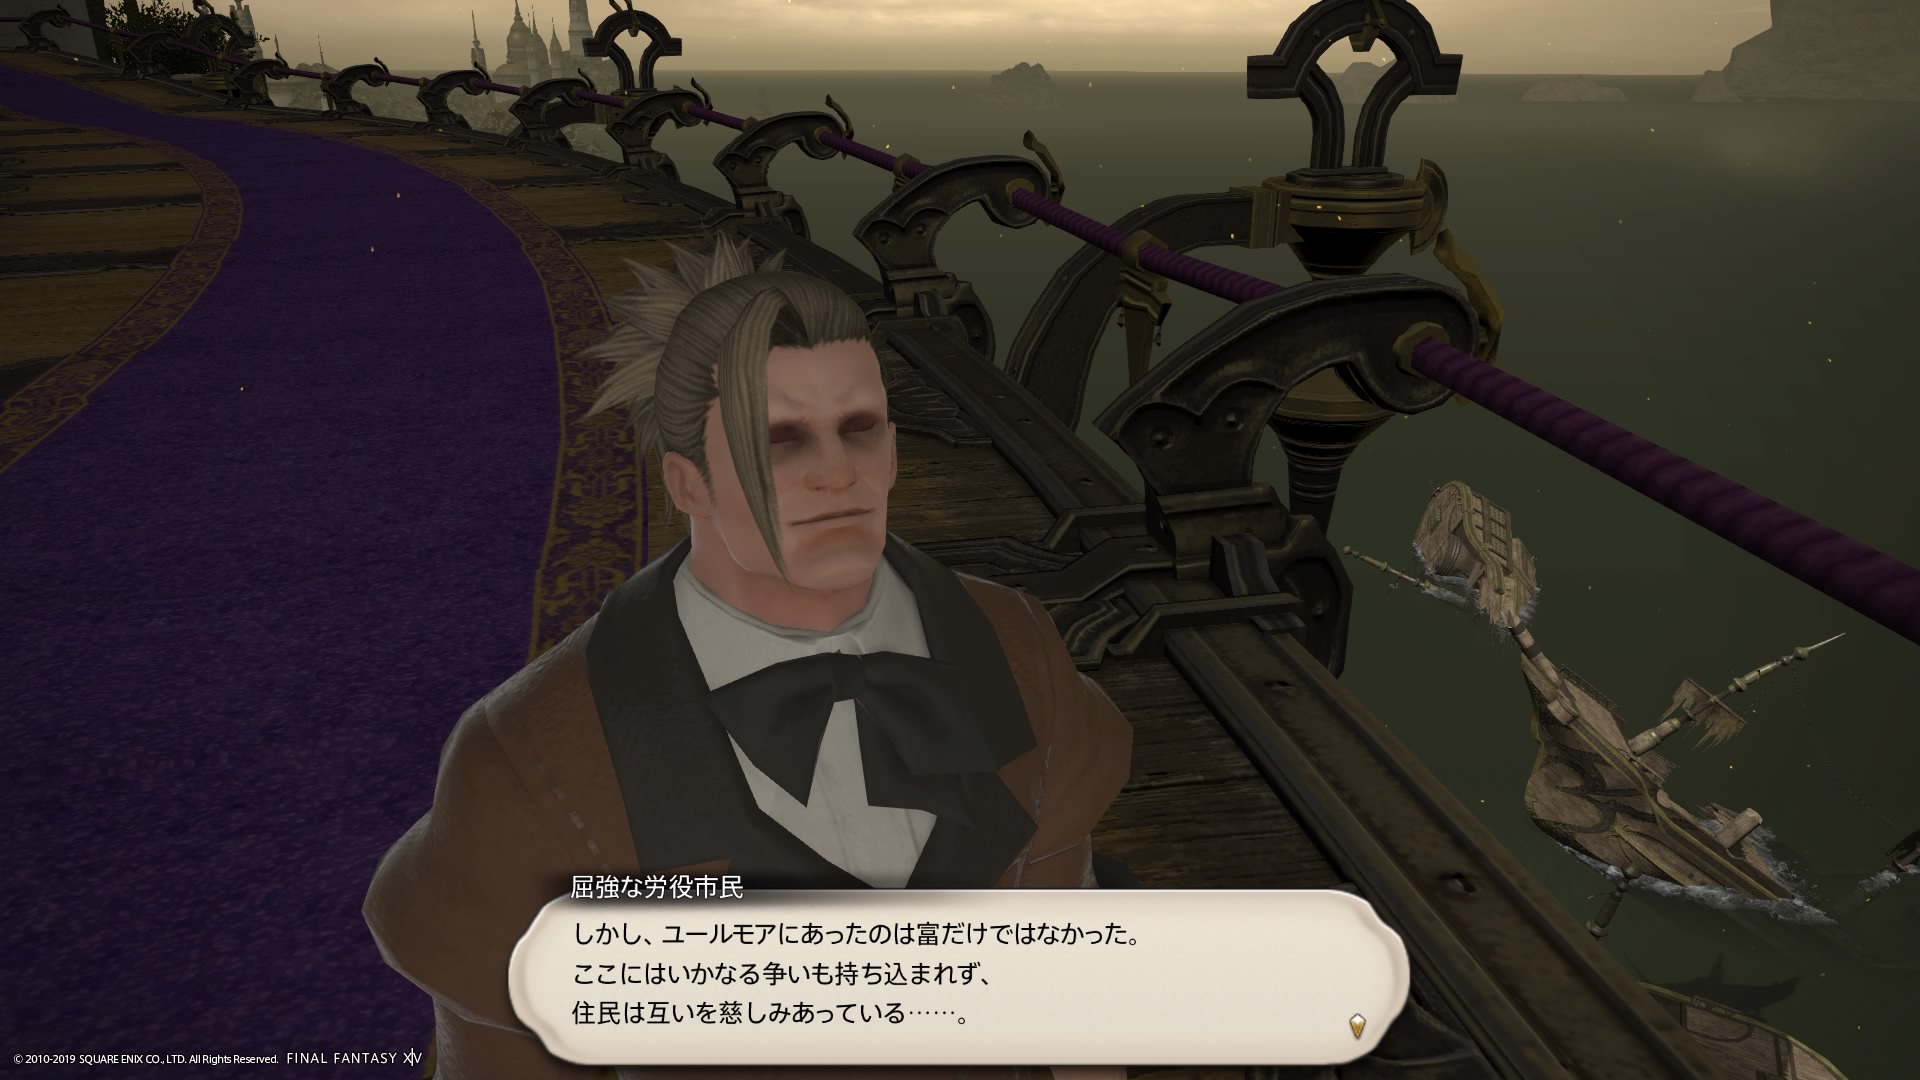 屈強な労役市民
しかし、ユールモアにあったのは富だけではなかった。
ここにはいかなる争いも持ち込まれず、
住民は互いを慈しみあっている……。
© 2010-2019 SQUARE ENIX CO., LTD. All Rights Reserved. FINAL FANTASY XIV